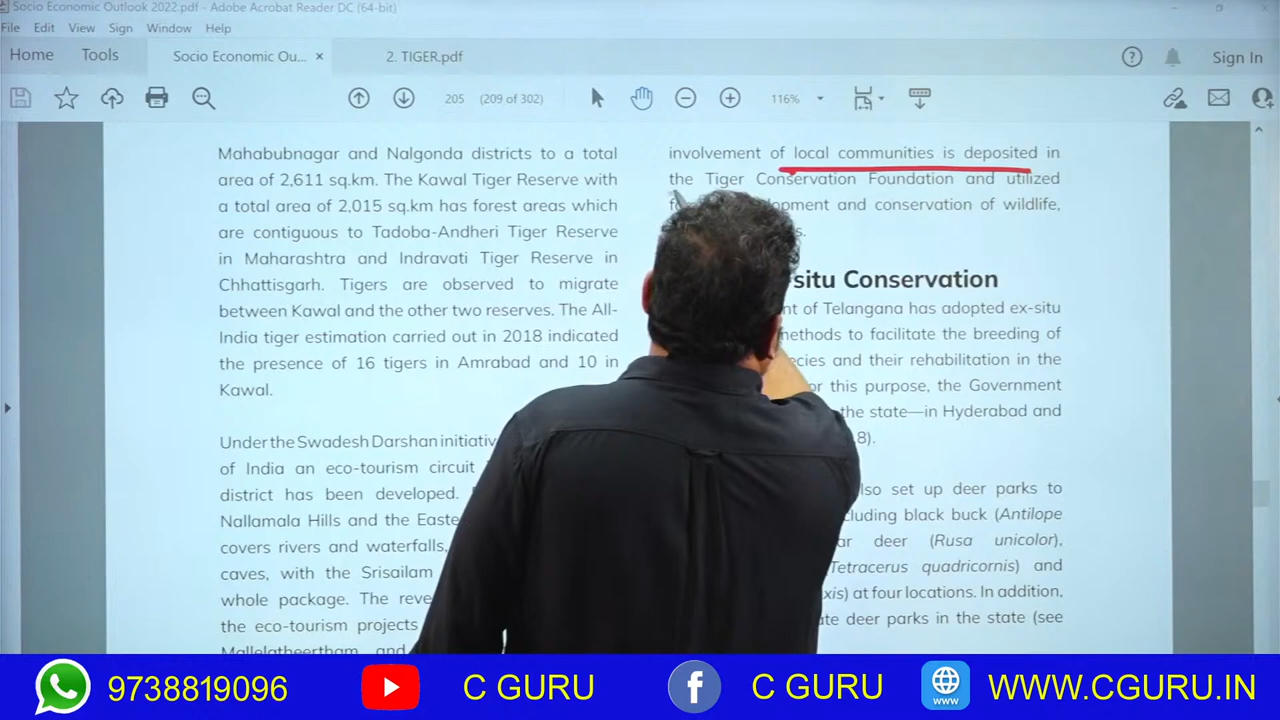 Socio Economic Outlook 2022.pdf - Adobe Acrobat Reader DC (64-bit)
File Edit View Sign Window Help
Home Tools Socio Economic Ou... × 2. TIGER.pdf ? Sign In
205 (209 of 302) 116%
Mahabubnagar and Nalgonda districts to a total
area of 2,611 sq.km. The Kawal Tiger Reserve with
a total area of 2,015 sq.km has forest areas which
are contiguous to Tadoba-Andheri Tiger Reserve
in Maharashtra and Indravati Tiger Reserve in
Chhattisgarh. Tigers are observed to migrate
between Kawal and the other two reserves. The All-
India tiger estimation carried out in 2018 indicated
the presence of 16 tigers in Amrabad and 10 in
Kawal.
Under the Swadesh Darshan initiativ
of India an eco-tourism circuit
district has been developed.
Nallamala Hills and the Easte
covers rivers and waterfalls,
caves, with the Srisailam
whole package. The reve
the eco-tourism projects
Mallelatheertham and
involvement of local communities is deposited in
the Tiger Conservation Foundation and utilized
opment and conservation of wildlife,
situ Conservation
nt of Telangana has adopted ex-situ
methods to facilitate the breeding of
ecies and their rehabilitation in the
or this purpose, the Government
the state—in Hyderabad and
8).
lso set up deer parks to
cluding black buck (Antilope
ar deer (Rusa unicolor),
Tetracerus quadricornis) and
xis) at four locations. In addition,
ate deer parks in the state (see
9738819096 C GURU f C GURU www WWW.CGURU.IN